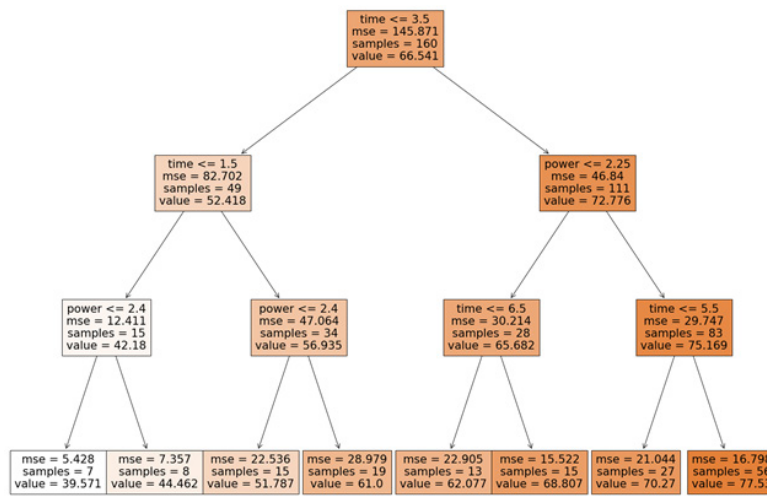 time <= 3.5
mse = 145.871
samples = 160
value = 66.541
time <= 1.5
mse = 82.702
samples = 49
value = 52.418
power <= 2.25
mse = 46.84
samples = 111
value = 72.776
power <= 2.4
mse = 12.411
samples = 15
value = 42.18
power <= 2.4
mse = 47.064
samples = 34
value = 56.935
time <= 6.5
mse = 30.214
samples = 28
value = 65.682
time <= 5.5
mse = 29.747
samples = 83
value = 75.169
mse = 5.428
samples = 7
value = 39.571
mse = 7.357
samples = 8
value = 44.462
mse = 22.536
samples = 15
value = 51.787
mse = 28.979
samples = 19
value = 61.0
mse = 22.905
samples = 13
value = 62.077
mse = 15.522
samples = 15
value = 68.807
mse = 21.044
samples = 27
value = 70.27
mse = 16.798
samples = 56
value =